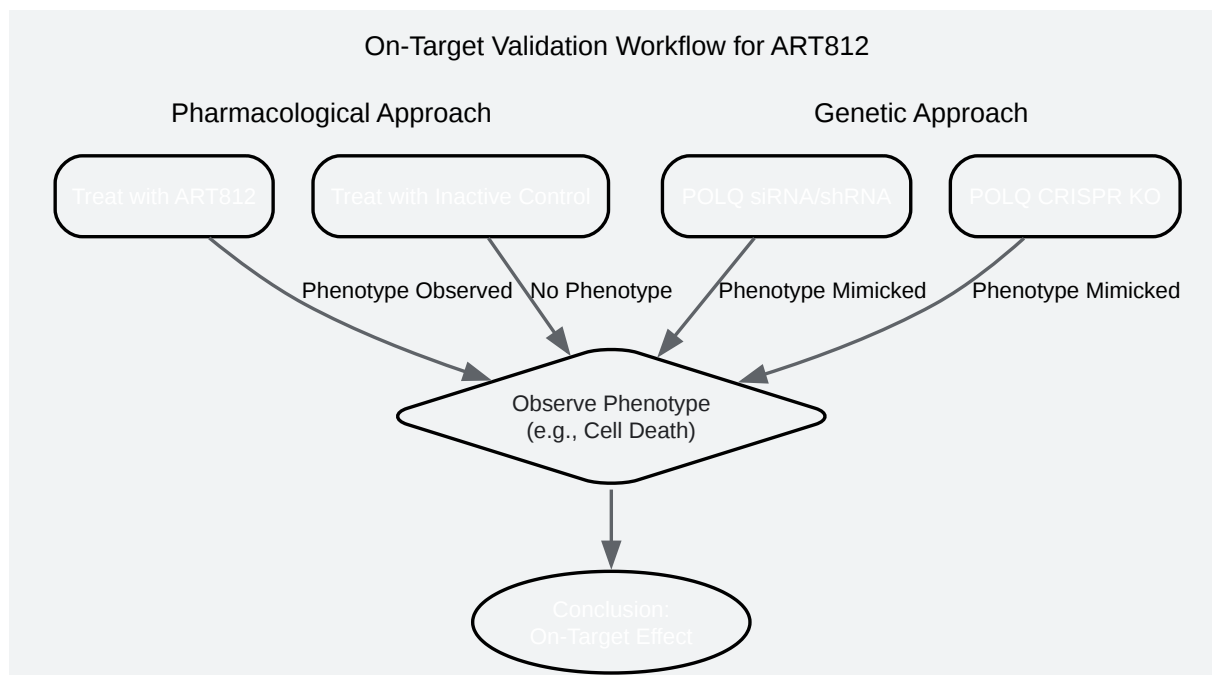 On-Target Validation Workflow for ART812
Pharmacological Approach
Genetic Approach
Treat with ART812
Treat with Inactive Control
POLQ siRNA/shRNA
POLQ CRISPR KO
Phenotype Observed
No Phenotype
Phenotype Mimicked
Phenotype Mimicked
Observe Phenotype
(e.g., Cell Death)
Conclusion:
On-Target Effect